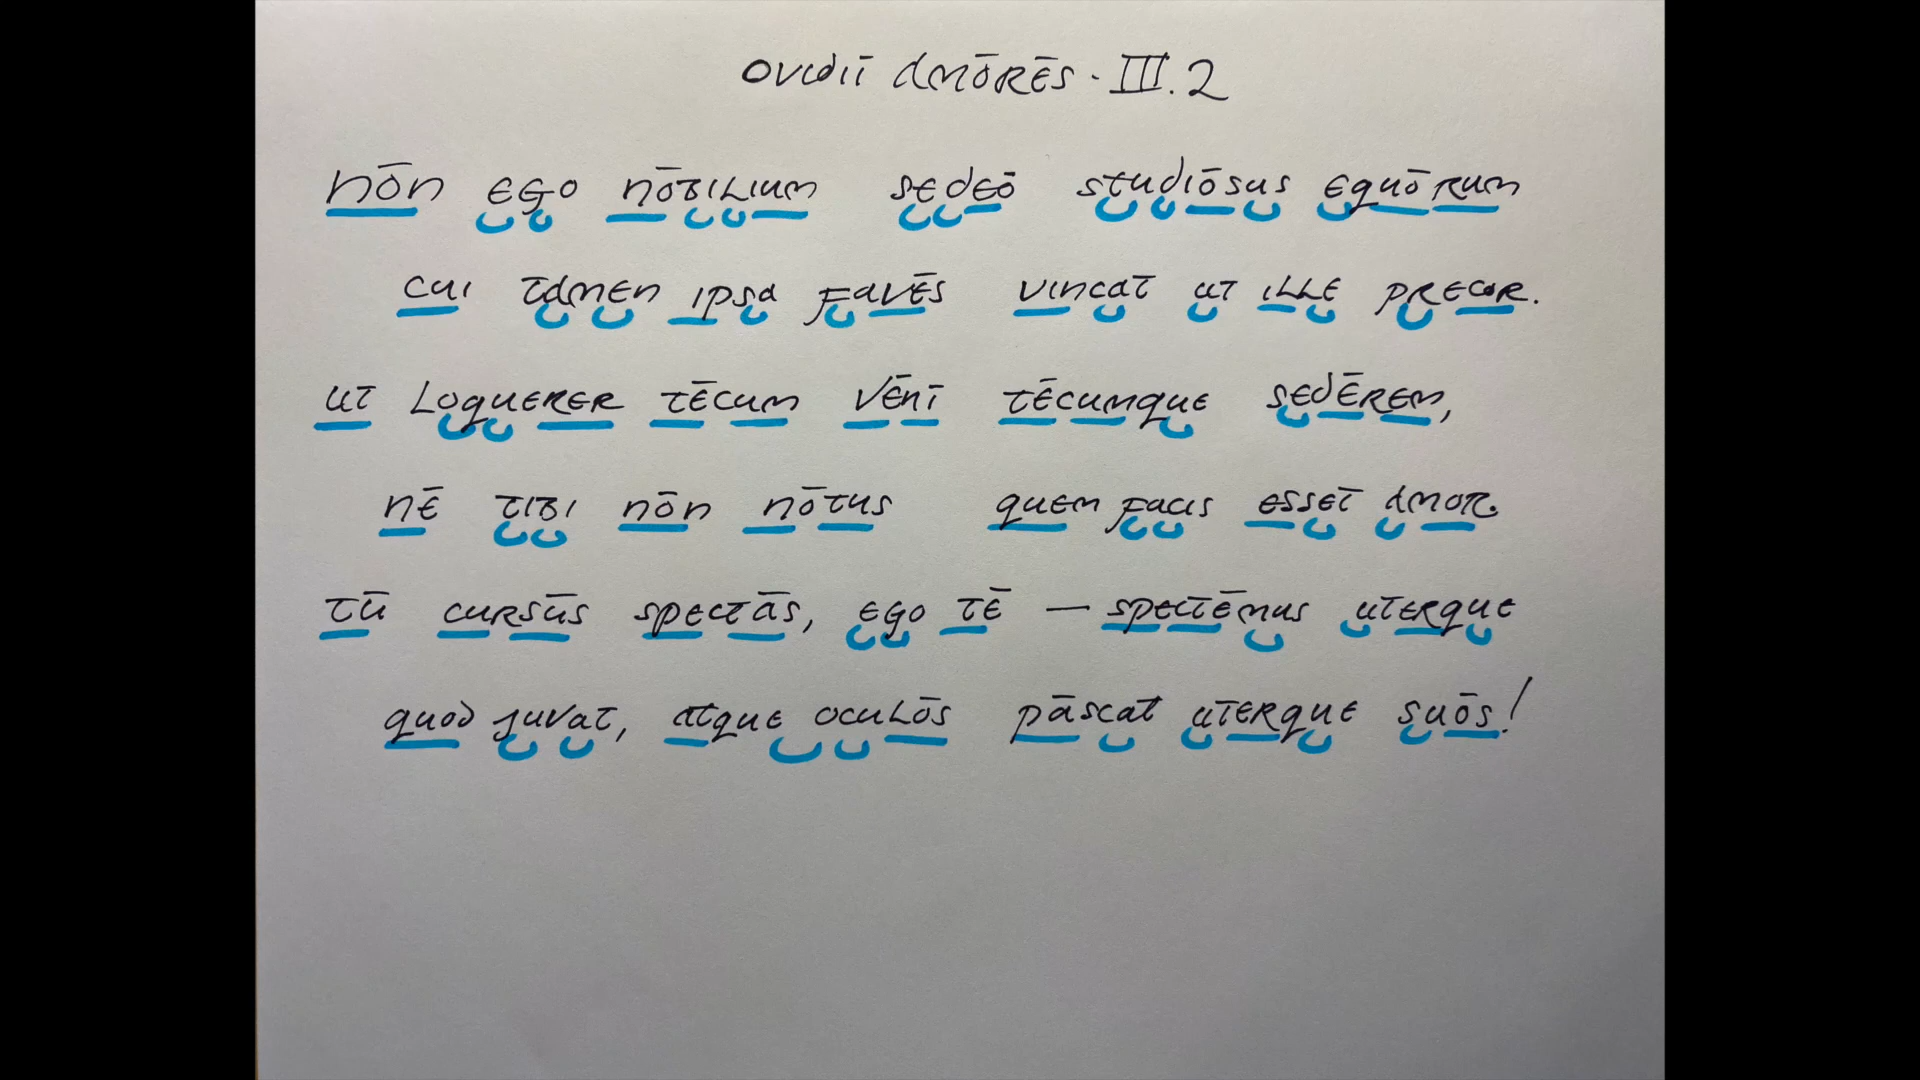 ovidiī amōrēs · III.2
nōn ego nōbilium sedeō studiōsus equōrum
cui tamen ipsa favēs vincat ut ille precor.
ut loquerer tēcum vēnī tēcumque sedērem,
nē tibi nōn nōtus quem facis esset amor.
tū cursūs spectās, ego tē — spectēmus uterque
quod juvat, atque oculōs pāscat uterque suōs!